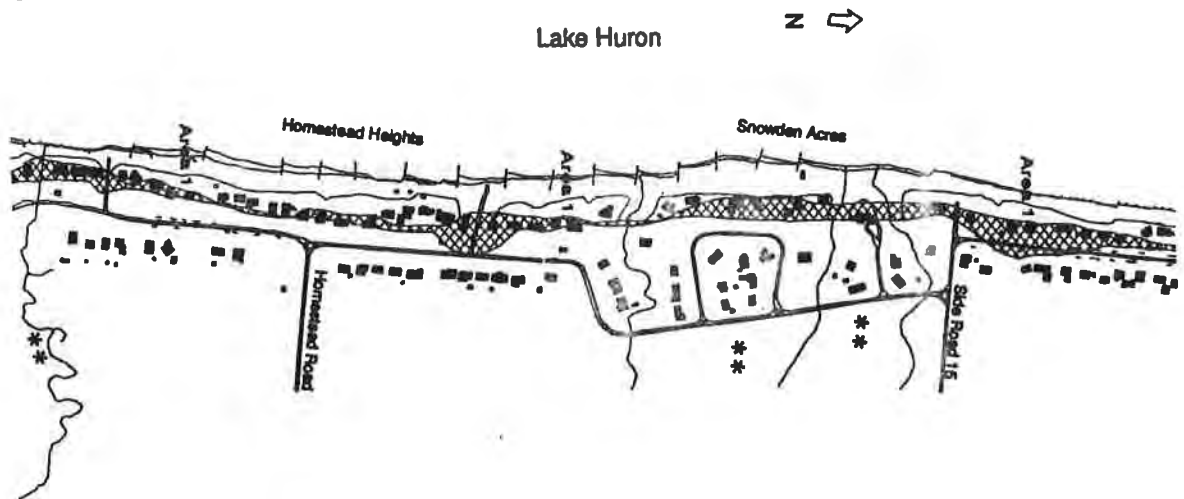 N
Lake Huron
Homestead Heights
Snowden Acres
Area 1
Area 1
Area 1
Homestead Road
Side Road 15
**
**
**